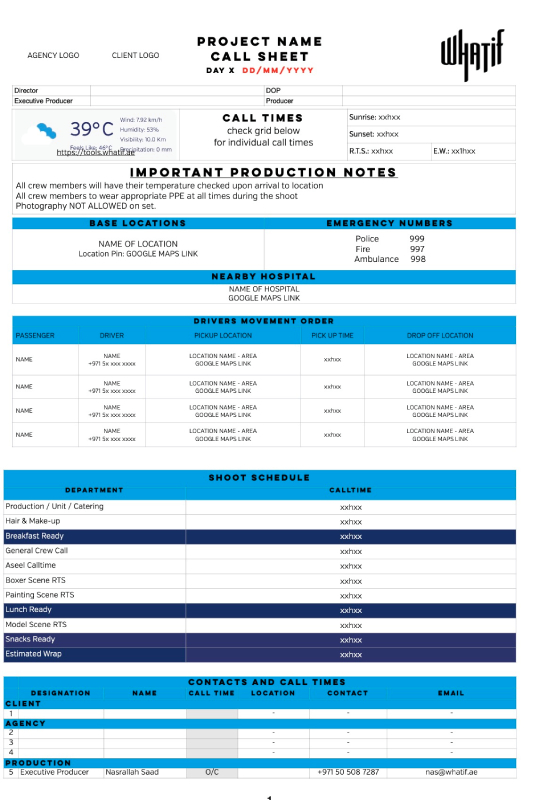 PROJECT NAME
AGENCY LOGO CLIENT LOGO CALL SHEET whatif
DAY X DD/MM/YYYY
Director DOP
Executive Producer Producer
39°C Wind: 7.92 km/h
Humidity: 53%
Visibility: 10.0 Km
Feels Like: 46°C Precipitation: 0 mm
https://tools.whatif.ae
CALL TIMES
check grid below
for individual call times
Sunrise: xxhxx
Sunset: xxhxx
R.T.S.: xxhxx E.W.: xx1hxx
IMPORTANT PRODUCTION NOTES
All crew members will have their temperature checked upon arrival to location
All crew members to wear appropriate PPE at all times during the shoot
Photography NOT ALLOWED on set.
BASE LOCATIONS EMERGENCY NUMBERS
NAME OF LOCATION
Location Pin: GOOGLE MAPS LINK
Police 999
Fire 997
Ambulance 998
NEARBY HOSPITAL
NAME OF HOSPITAL
GOOGLE MAPS LINK
DRIVERS MOVEMENT ORDER
PASSENGER DRIVER PICKUP LOCATION PICK UP TIME DROP OFF LOCATION
NAME NAME LOCATION NAME - AREA xxhxx LOCATION NAME - AREA
+971 5x xxx xxxx GOOGLE MAPS LINK GOOGLE MAPS LINK
NAME NAME LOCATION NAME - AREA xxhxx LOCATION NAME - AREA
+971 5x xxx xxxx GOOGLE MAPS LINK GOOGLE MAPS LINK
NAME NAME LOCATION NAME - AREA xxhxx LOCATION NAME - AREA
+971 5x xxx xxxx GOOGLE MAPS LINK GOOGLE MAPS LINK
NAME NAME LOCATION NAME - AREA xxhxx LOCATION NAME - AREA
+971 5x xxx xxxx GOOGLE MAPS LINK GOOGLE MAPS LINK
SHOOT SCHEDULE
DEPARTMENT CALLTIME
Production / Unit / Catering xxhxx
Hair & Make-up xxhxx
Breakfast Ready xxhxx
General Crew Call xxhxx
Aseel Calltime xxhxx
Boxer Scene RTS xxhxx
Painting Scene RTS xxhxx
Lunch Ready xxhxx
Model Scene RTS xxhxx
Snacks Ready xxhxx
Estimated Wrap xxhxx
CONTACTS AND CALL TIMES
DESIGNATION NAME CALL TIME LOCATION CONTACT EMAIL
CLIENT
1 - - -
AGENCY
2 - - -
3 - - -
4 - - -
PRODUCTION
5 Executive Producer Nasrallah Saad O/C +971 50 508 7287 nas@whatif.ae